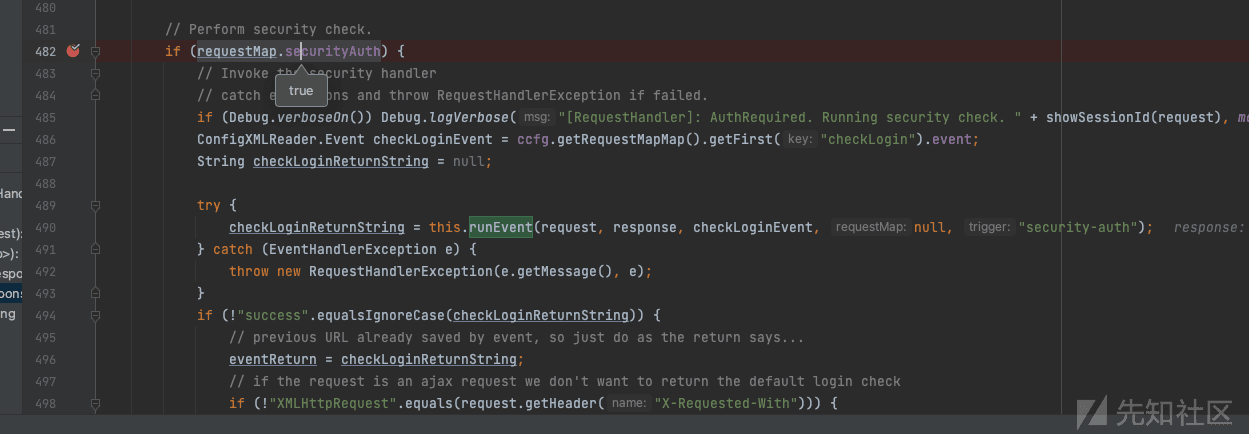 480
481 // Perform security check.
482 if (requestMap.securityAuth) {
483 // Invoke the security handler
true
484 // catch e ons and throw RequestHandlerException if failed.
485 if (Debug.verboseOn()) Debug.logVerbose( msg: "[RequestHandler]: AuthRequired. Running security check. " + showSessionId(request), mo
486 ConfigXMLReader.Event checkLoginEvent = ccfg.getRequestMapMap().getFirst( key: "checkLogin").event;
487 String checkLoginReturnString = null;
488
Hand
489 try {
490 checkLoginReturnString = this.runEvent(request, response, checkLoginEvent, requestMap: null, trigger: "security-auth"); response:
est):
491 } catch (EventHandlerException e) {
>):
492 throw new RequestHandlerException(e.getMessage(), e);
espo
493 }
pons
494 if (!"success".equalsIgnoreCase(checkLoginReturnString)) {
ng
495 // previous URL already saved by event, so just do as the return says...
496 eventReturn = checkLoginReturnString;
497 // if the request is an ajax request we don't want to return the default login check
498 if (!"XMLHttpRequest".equals(request.getHeader( name: "X-Requested-With"))) {
先知社区